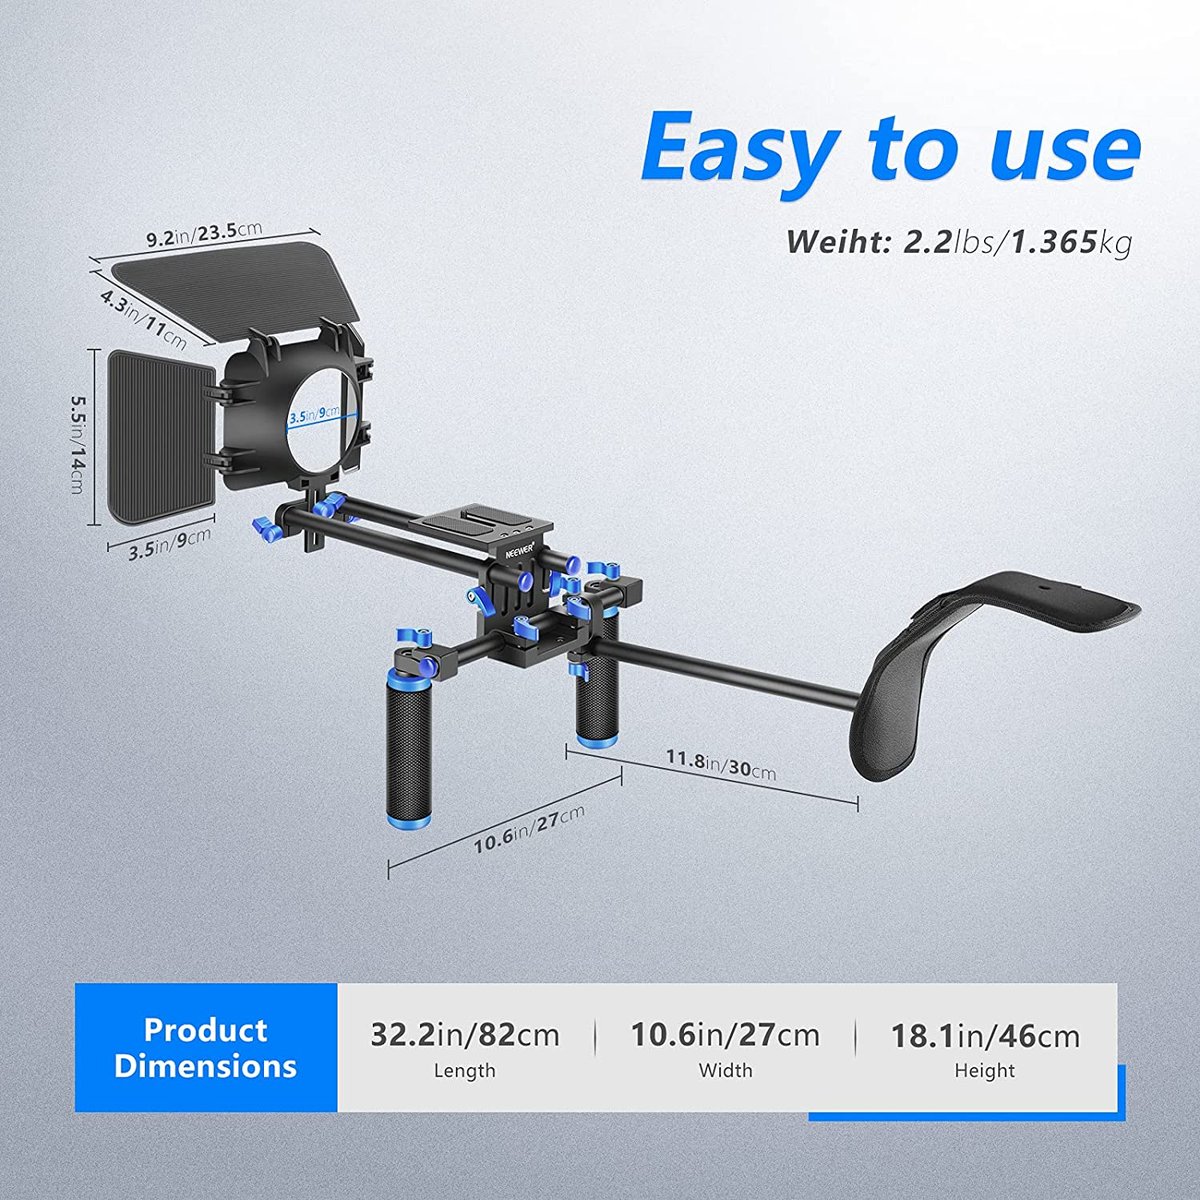 Easy to use
Weiht: 2.2lbs/1.365kg
9.2in/23.5cm
4.3in/11cm
5.5in/14cm
3.5in/9cm
3.5in/9cm
NEEWER®
11.8in/30cm
10.6in/27cm
Product
Dimensions
32.2in/82cm
Length
10.6in/27cm
Width
18.1in/46cm
Height